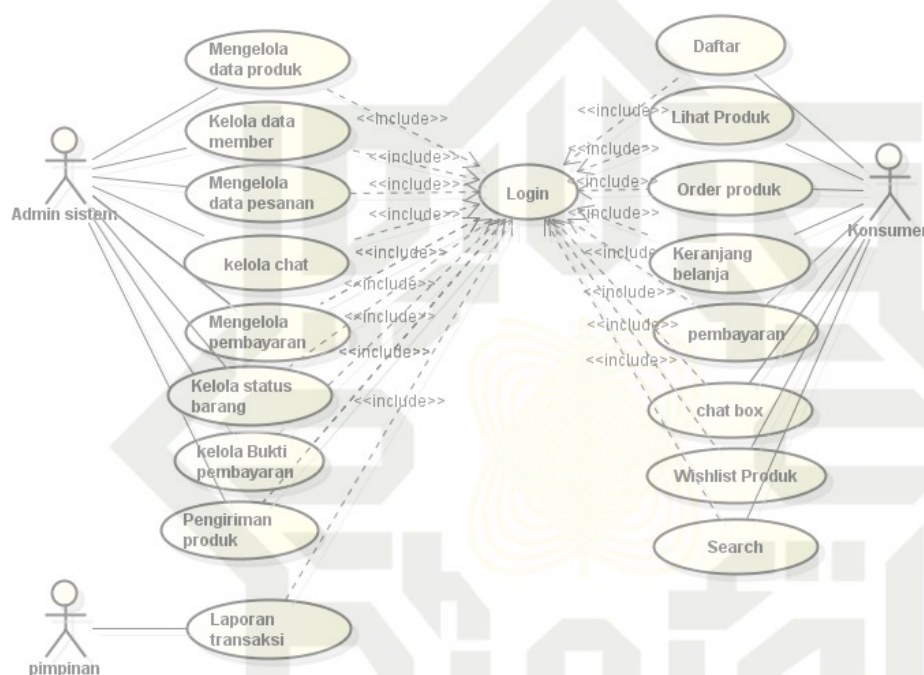 Mengelola
data produk
Kelola data
member
Mengelola
data pesanan
kelola chat
Mengelola
pembayaran
Kelola status
barang
kelola Bukti
pembayaran
Pengiriman
produk
Laporan
transaksi
Admin sistem
pimpinan
<<include>>
<<include>>
<<include>>
<<include>>
<<include>>
<<include>>
<<include>>
<<include>>
<<include>>
Login
<<include>>
<<include>>
<<include>>
<<include>>
<<include>>
<<include>>
<<include>>
Daftar
Lihat Produk
Order produk
Keranjang
belanja
pembayaran
chat box
Wishlist Produk
Search
Konsumen